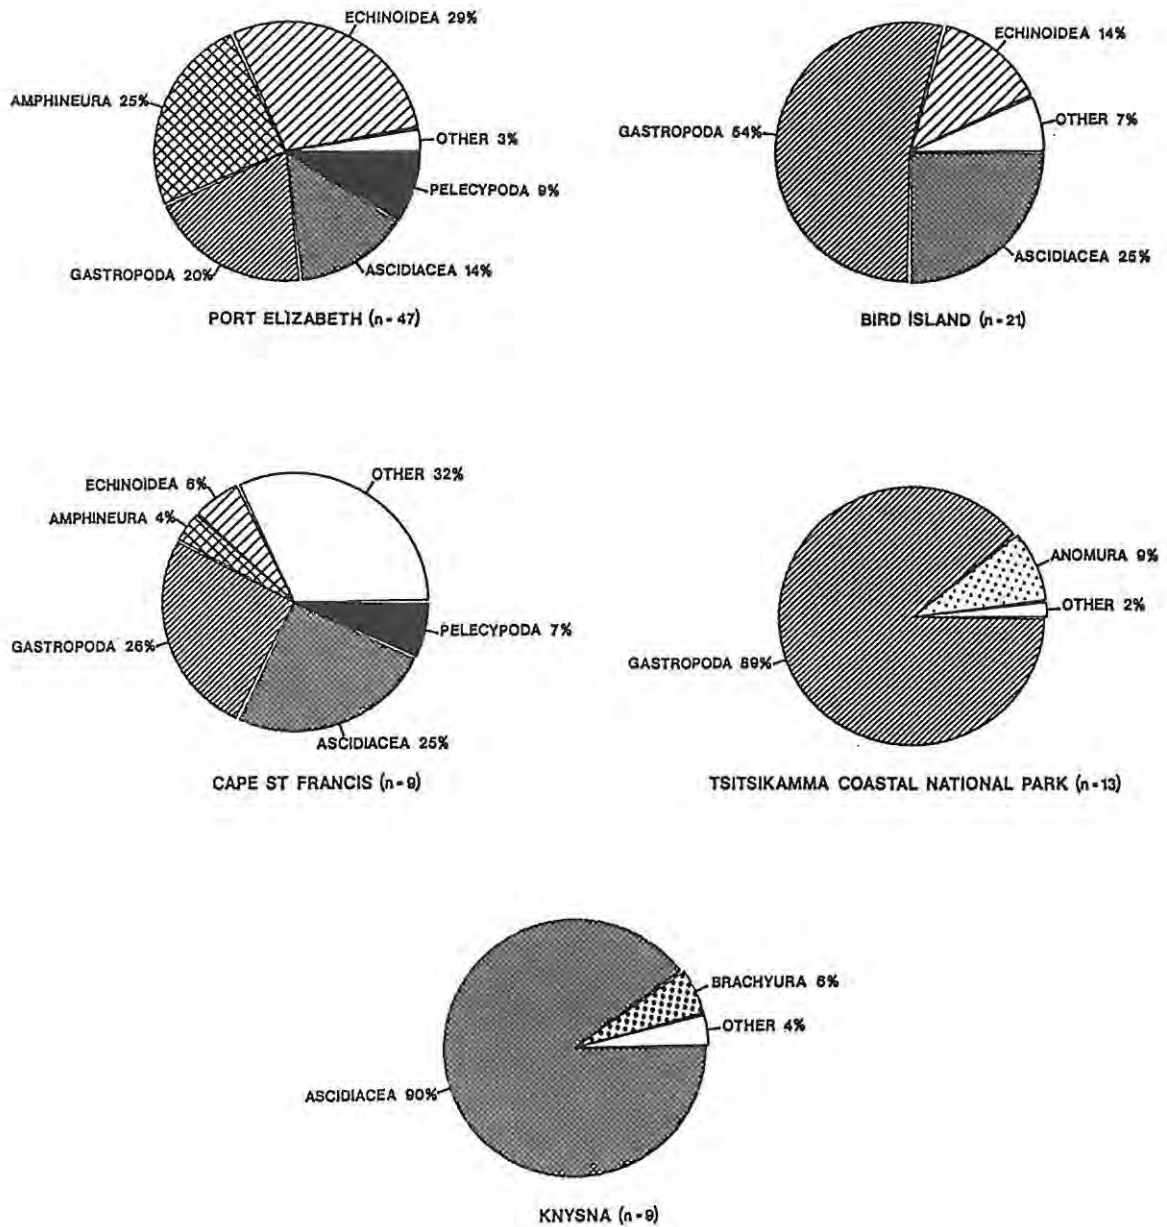 ECHINOIDEA 29%
AMPHINEURA 25%
OTHER 3%
PELECYPODA 9%
GASTROPODA 20%
ASCIDIACEA 14%
PORT ELIZABETH (n-47)
ECHINOIDEA 14%
GASTROPODA 54%
OTHER 7%
ASCIDIACEA 25%
BIRD ISLAND (n-21)
OTHER 32%
ECHINOIDEA 6%
AMPHINEURA 4%
GASTROPODA 26%
PELECYPODA 7%
ASCIDIACEA 25%
CAPE ST FRANCIS (n-9)
ANOMURA 9%
OTHER 2%
GASTROPODA 89%
TSITSIKAMMA COASTAL NATIONAL PARK (n-13)
BRACHYURA 6%
OTHER 4%
ASCIDIACEA 90%
KNYSNA (n-9)